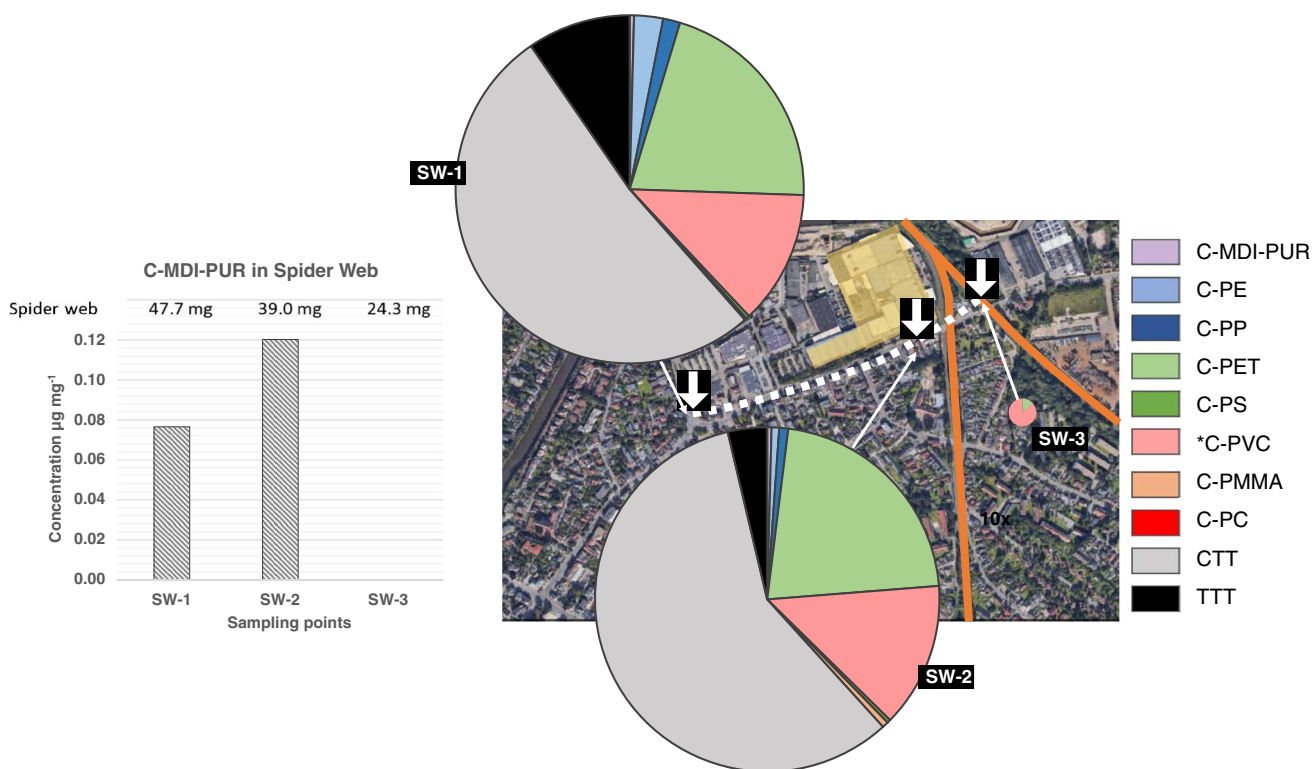 SW-1
C-MDI-PUR in Spider Web
Spider web 47.7 mg 39.0 mg 24.3 mg
Concentration µg mg⁻¹
0.12
0.10
0.08
0.06
0.04
0.02
0.00
SW-1 SW-2 SW-3
Sampling points
SW-3
10x
SW-2
C-MDI-PUR
C-PE
C-PP
C-PET
C-PS
*C-PVC
C-PMMA
C-PC
CTT
TTT